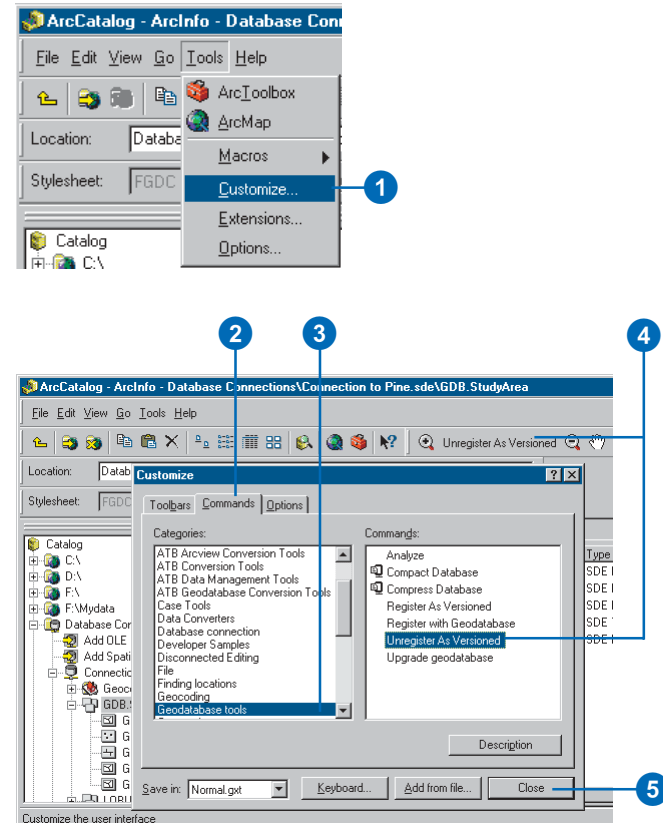 ArcCatalog - ArcInfo - Database Conn
File Edit View Go Tools Help
ArcToolbox
ArcMap
Location: Databa
Macros
Stylesheet: FGDC
Customize...
1
Extensions...
Catalog
Options...
C:\
2
3
4
ArcCatalog - ArcInfo - Database Connections\Connection to Pine.sde\GDB.StudyArea
File Edit View Go Tools Help
Unregister As Versioned
Location: Datab
Customize
Stylesheet: FGDC
Toolbars Commands Options
Categories:
Commands:
Catalog
C:\
D:\
F:\
F:\Mydata
Database Cor
Add OLE
Add Spati
Connectio
Geoco
GDB.
G
G
G
G
G
ATB Arcview Conversion Tools
ATB Conversion Tools
ATB Data Management Tools
ATB Geodatabase Conversion Tools
Case Tools
Data Converters
Database connection
Developer Samples
Disconnected Editing
File
Finding locations
Geocoding
Geodatabase tools
Analyze
Compact Database
Compress Database
Register As Versioned
Register with Geodatabase
Unregister As Versioned
Upgrade geodatabase
Type
SDE
SDE
SDE
SDE
SDE
Description
Save in: Normal.gxt
Keyboard...
Add from file...
Close
5
Customize the user interface